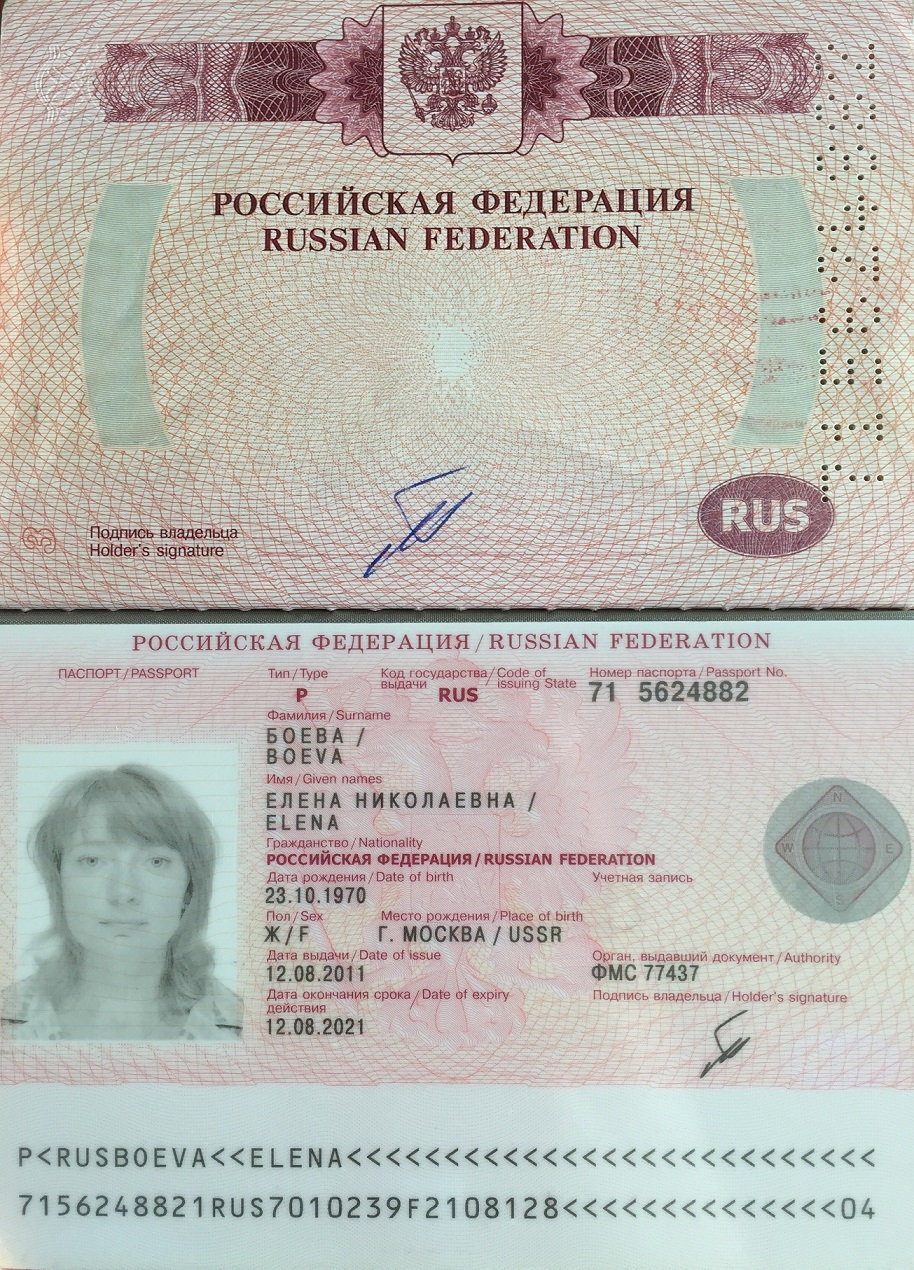 РОССИЙСКАЯ ФЕДЕРАЦИЯ
RUSSIAN FEDERATION
Подпись владельца
Holder's signature
RUS
РОССИЙСКАЯ ФЕДЕРАЦИЯ / RUSSIAN FEDERATION
ПАСПОРТ / PASSPORT
Тип / Type
Код государства / Code of
выдачи issuing State
Номер паспорта / Passport No.
P
RUS
71 5624882
Фамилия / Surname
БОЕВА /
BOEVA
Имя / Given names
ЕЛЕНА НИКОЛАЕВНА /
ELENA
Гражданство / Nationality
РОССИЙСКАЯ ФЕДЕРАЦИЯ / RUSSIAN FEDERATION
Дата рождения / Date of birth
Учетная запись
23.10.1970
Пол / Sex
Место рождения / Place of birth
Ж / F
Г. МОСКВА / USSR
Дата выдачи / Date of issue
Орган, выдавший документ / Authority
12.08.2011
ФМС 77437
Дата окончания срока / Date of expiry
действия
Подпись владельца / Holder's signature
12.08.2021
N
W E
S
P<RUSBOEVA<<ELENA<<<<<<<<<<<<<<<<<<<<<<<<<<<
7156248821RUS7010239F2108128<<<<<<<<<<<<<<04